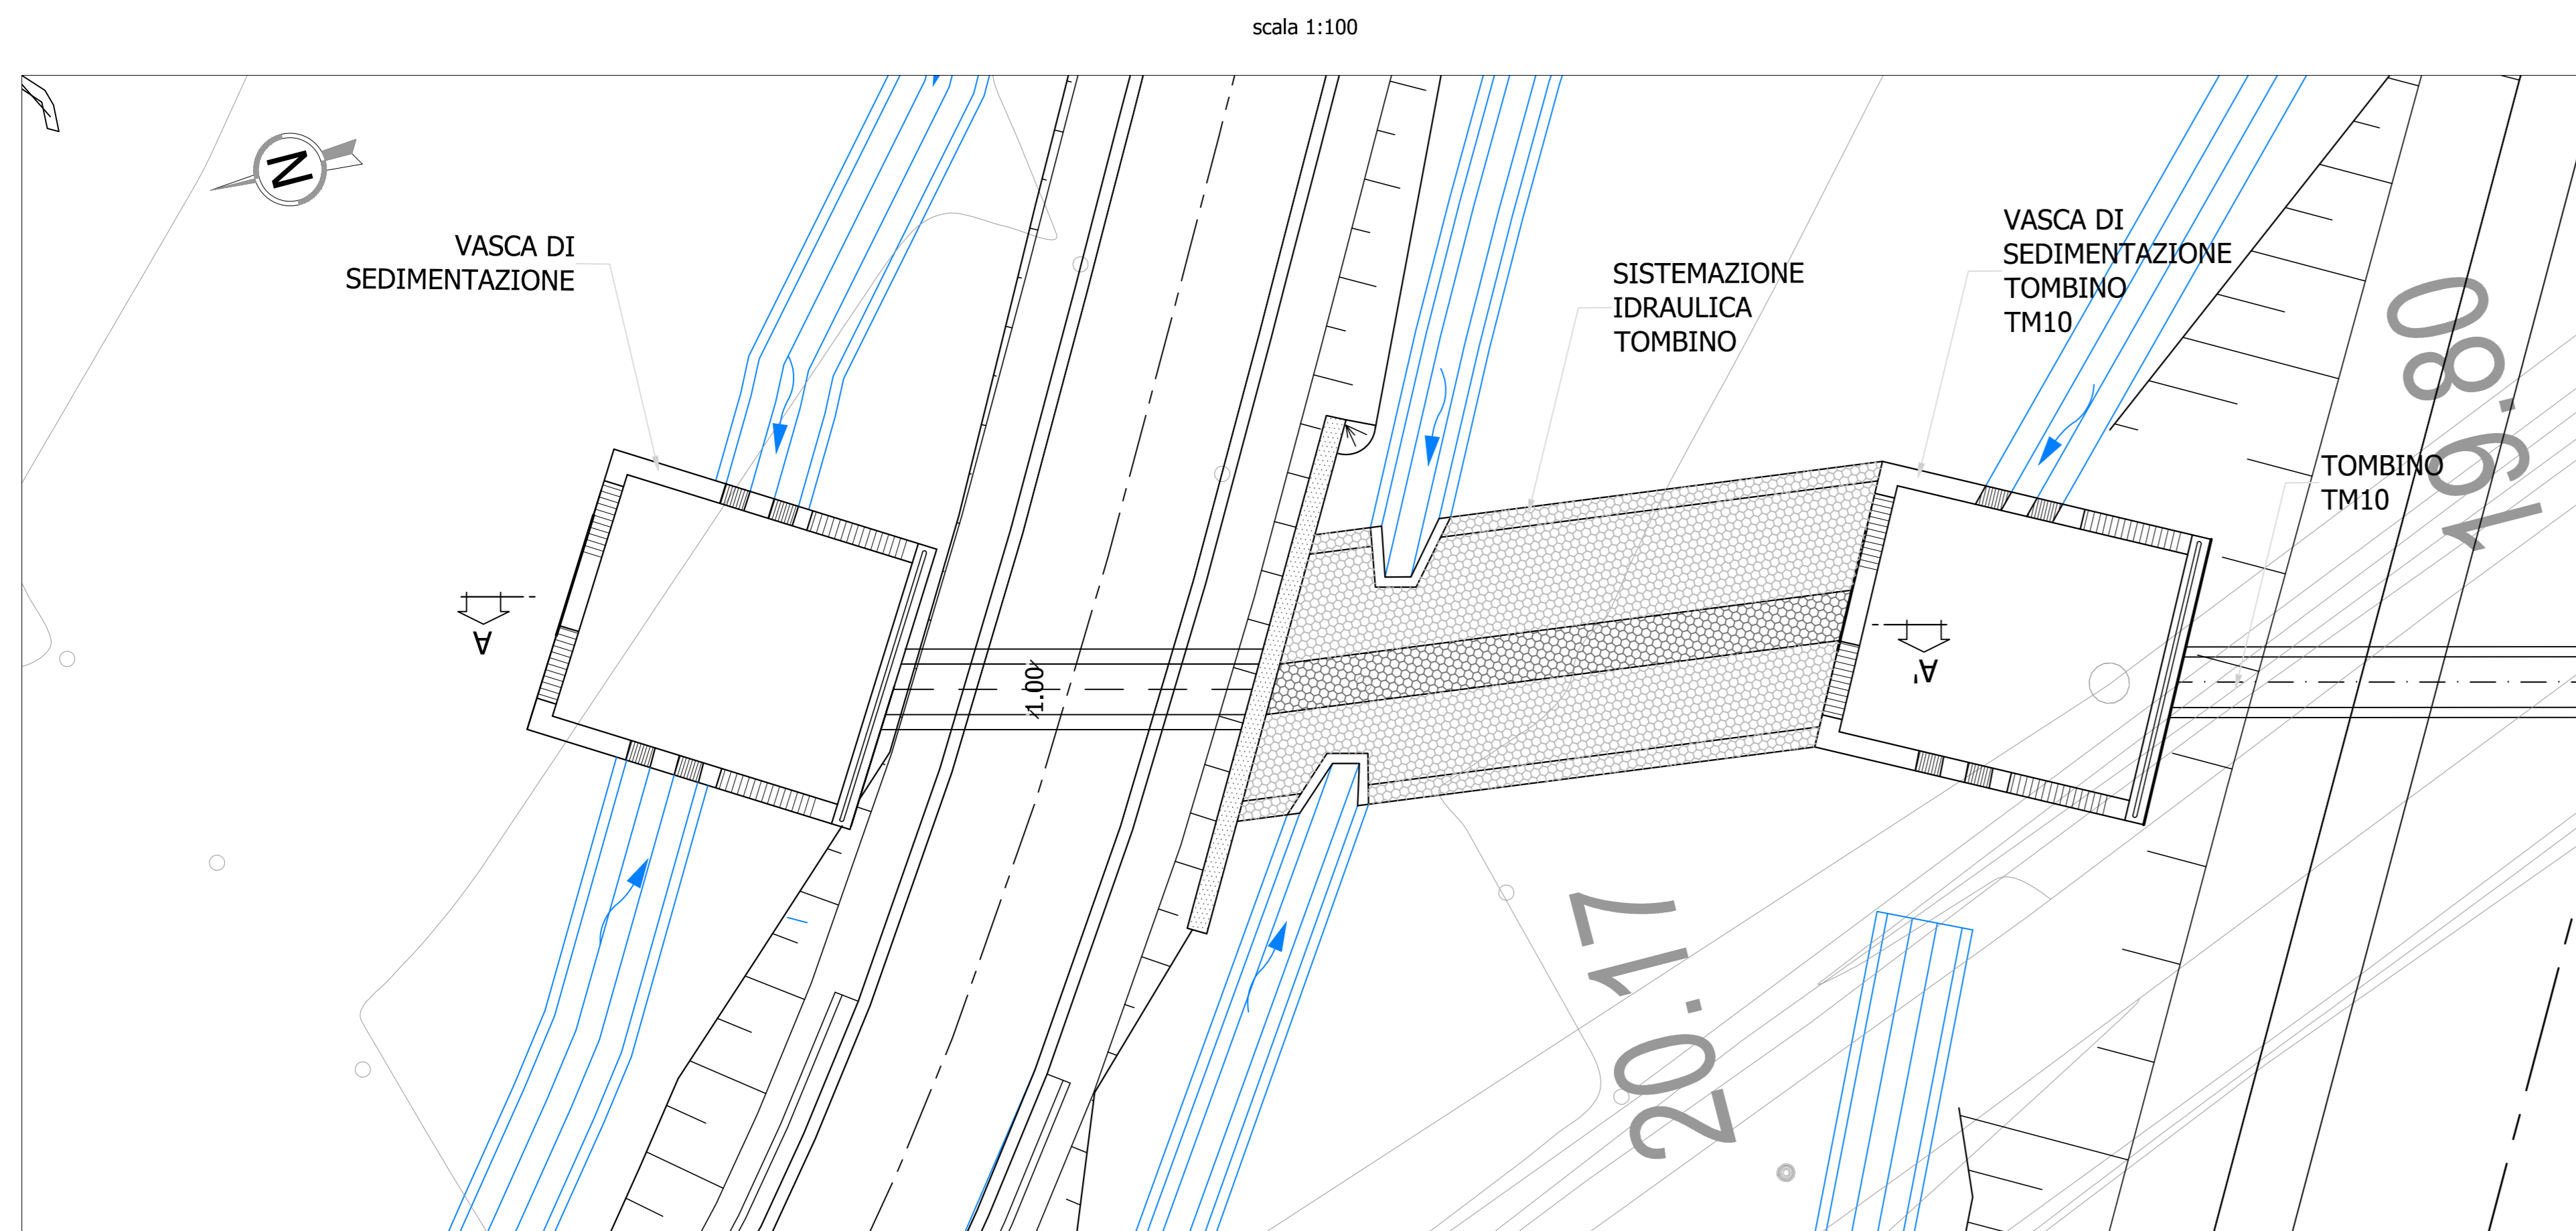 scala 1:100
N
VASCA DI
SEDIMENTAZIONE
SISTEMAZIONE
IDRAULICA
TOMBINO
VASCA DI
SEDIMENTAZIONE
TOMBINO
TM10
TOMBINO
TM10
19.80
A
A'
1.00
20.17